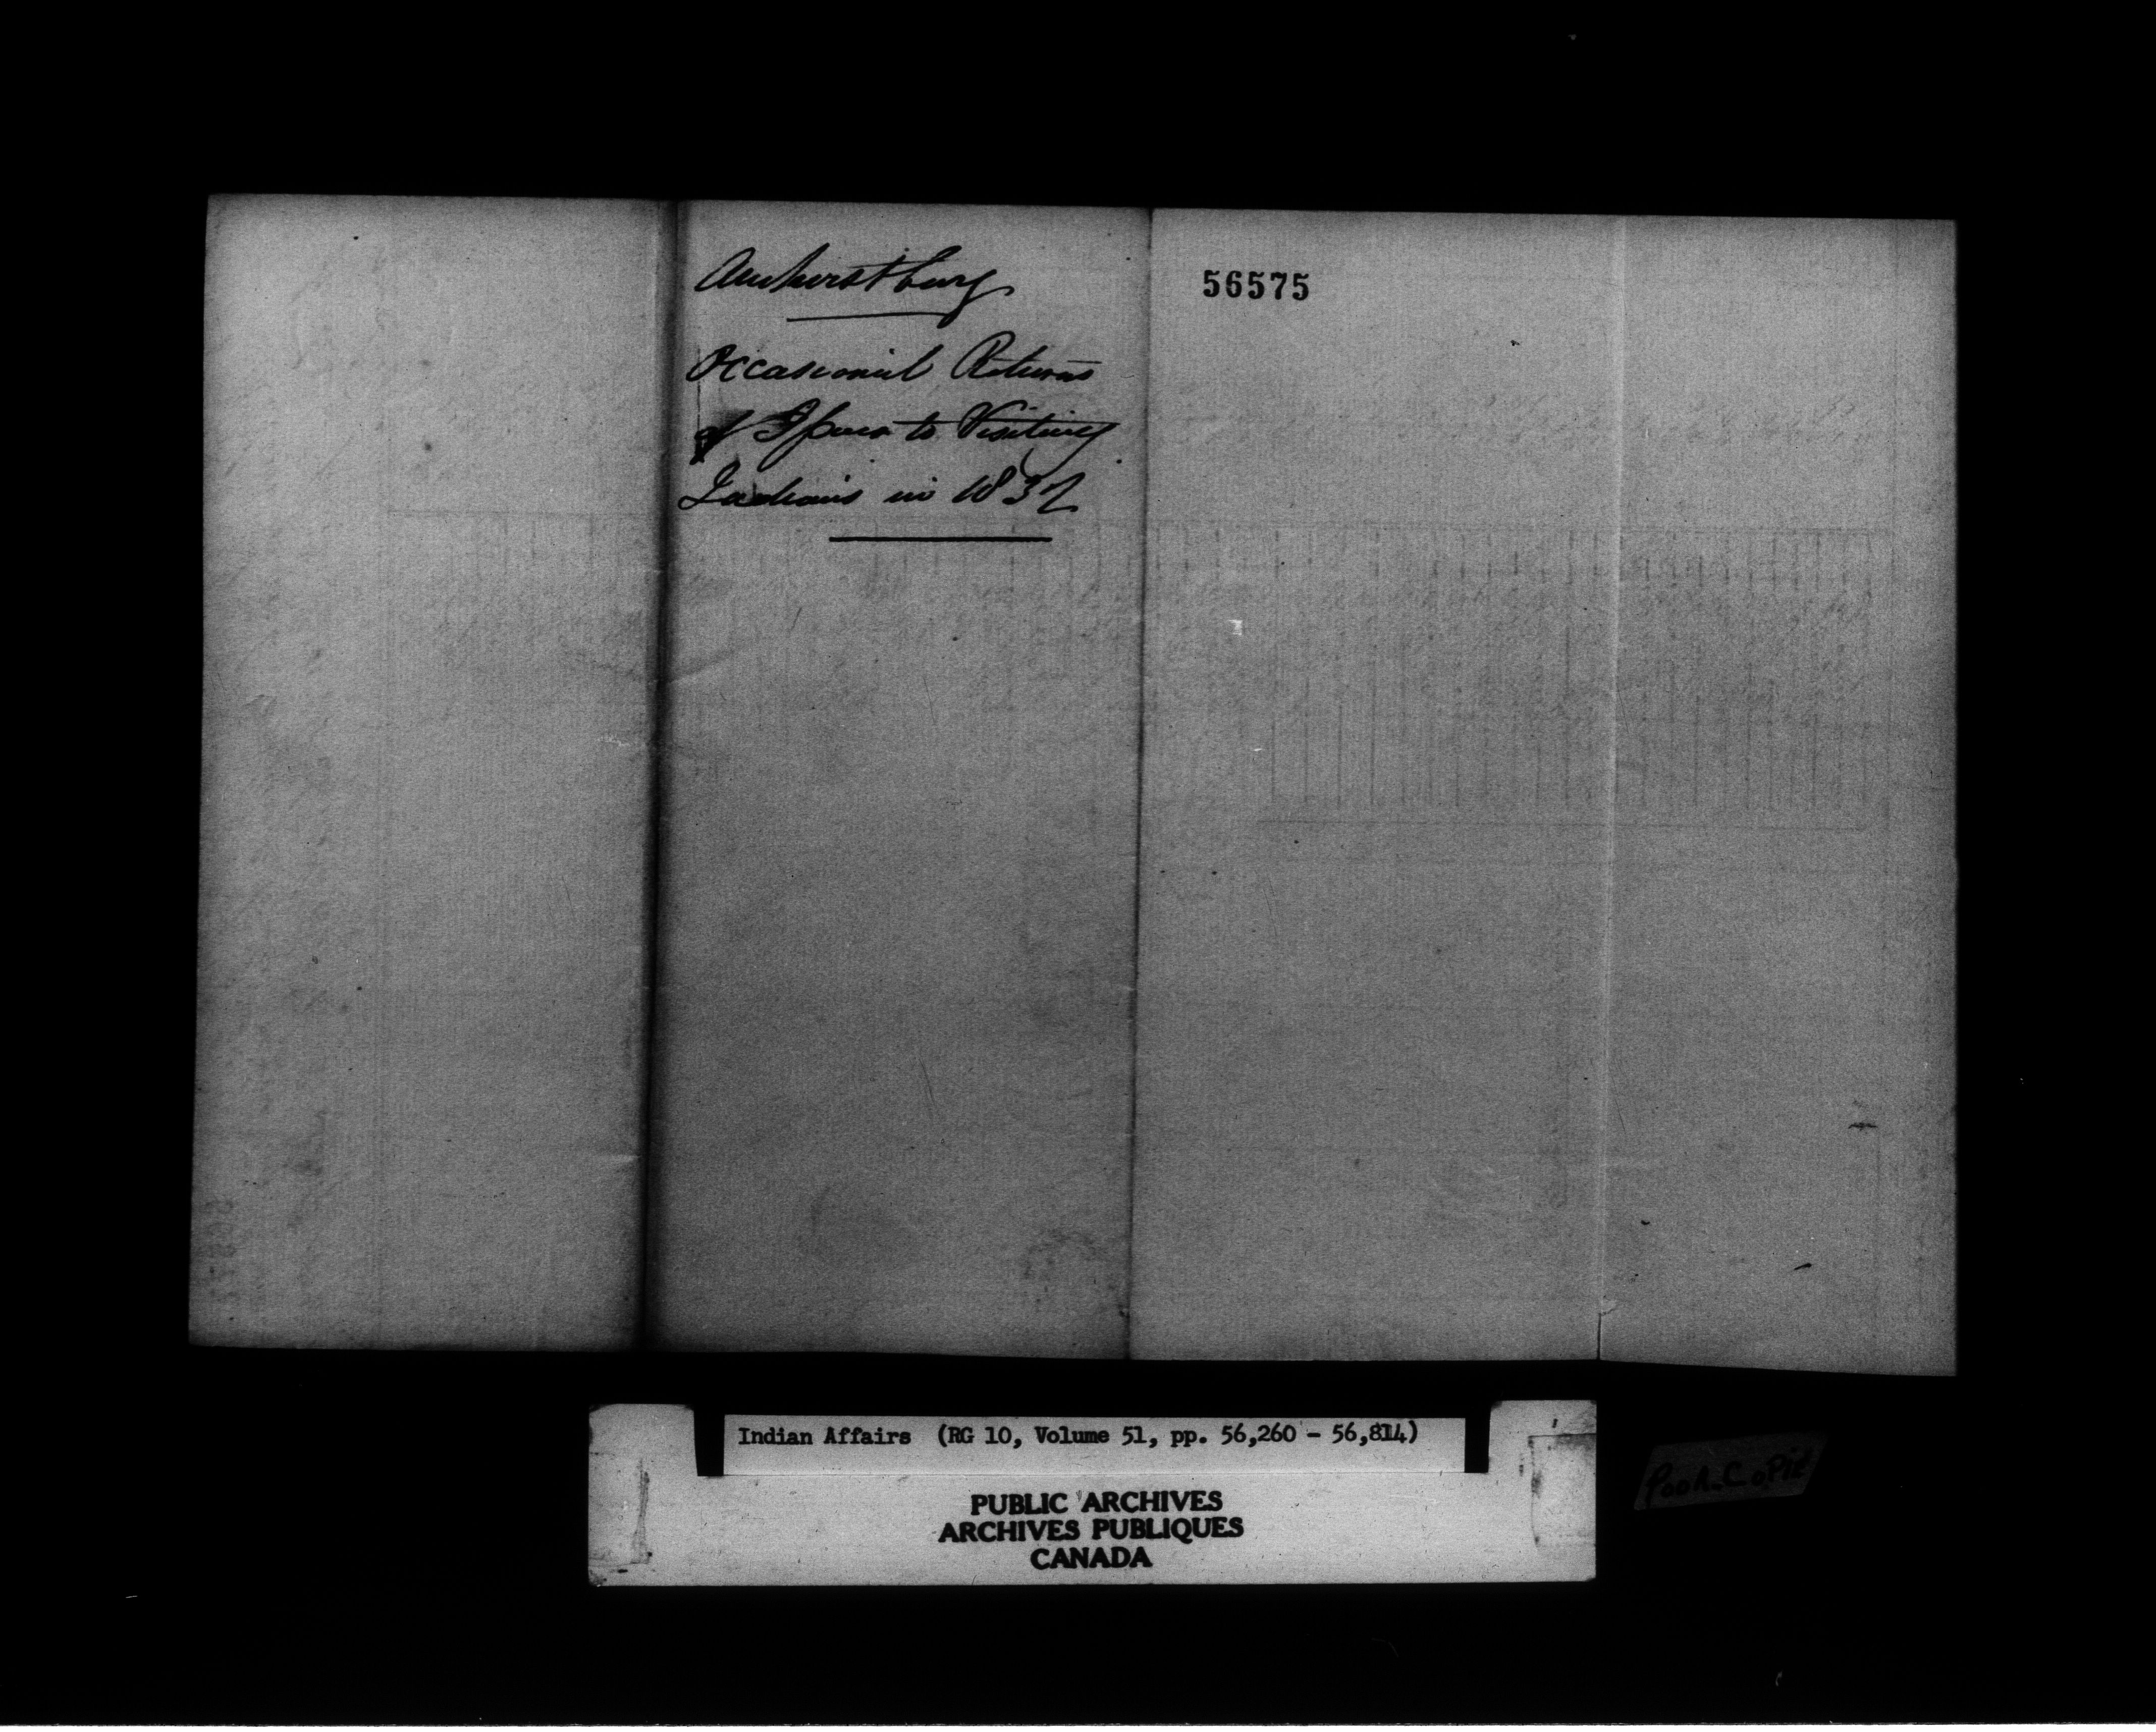 Amherstburg
Occasional Returns
of Issues to Visiting
Indians in 1837
56575
Indian Affairs (RG 10, Volume 51, pp. 56,260 - 56,814)
PUBLIC ARCHIVES
ARCHIVES PUBLIQUES
CANADA
POOR COPIE